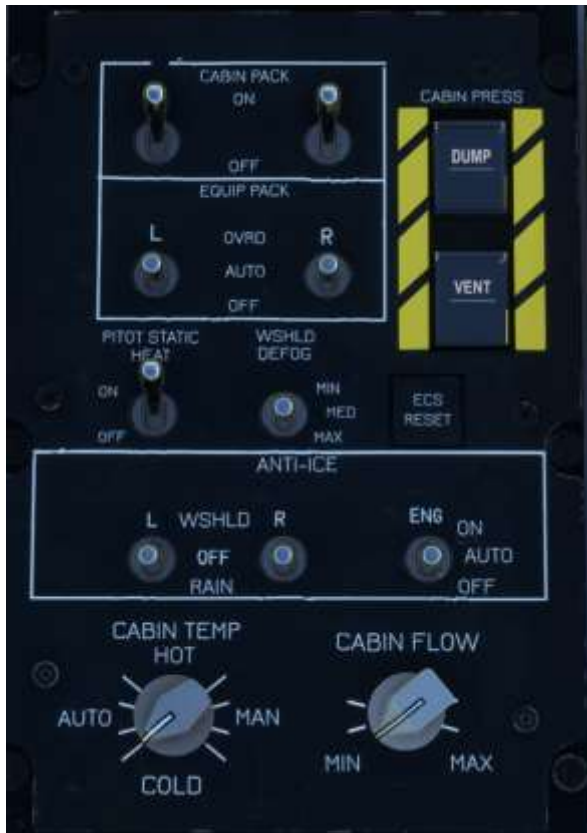 CABIN PACK
ON
OFF
CABIN PRESS
DUMP
VENT
EQUIP PACK
L OVRD R
AUTO
OFF
PITOT STATIC
HEAT
ON
OFF
WSHLD
DEFOG
MIN
MED
MAX
ECS
RESET
ANTI-ICE
L WSHLD R
OFF
RAIN
ENG
ON
AUTO
OFF
CABIN TEMP
HOT
AUTO MAN
COLD
CABIN FLOW
MIN MAX